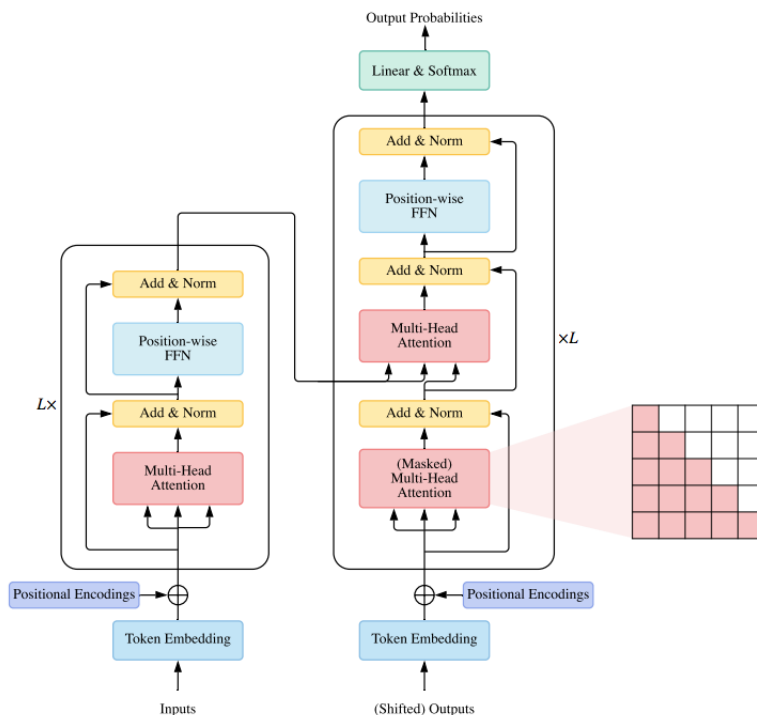 Output Probabilities
Linear & Softmax
Add & Norm
Position-wise
FFN
Add & Norm
Multi-Head
Attention
×L
Add & Norm
(Masked)
Multi-Head
Attention
Positional Encodings
Token Embedding
(Shifted) Outputs
Add & Norm
Position-wise
FFN
L×
Add & Norm
Multi-Head
Attention
Positional Encodings
Token Embedding
Inputs